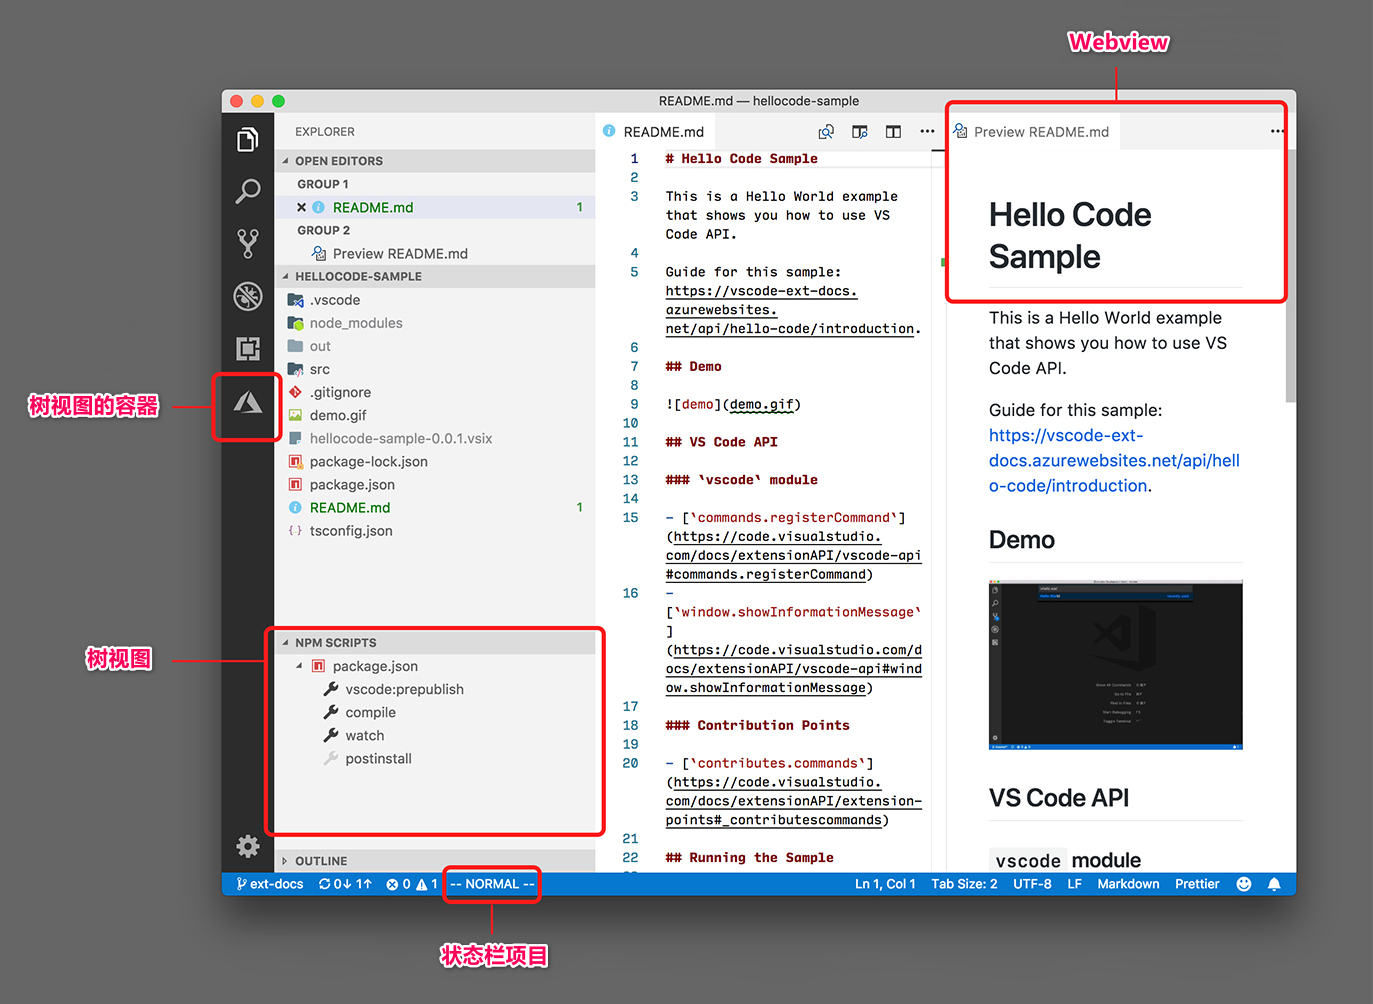 Webview
README.md — hellocode-sample
EXPLORER
OPEN EDITORS
GROUP 1
README.md 1
GROUP 2
Preview README.md
HELLOCODE-SAMPLE
.vscode
node_modules
out
src
.gitignore
demo.gif
hellocode-sample-0.0.1.vsix
package-lock.json
package.json
README.md 1
tsconfig.json
树视图的容器
树视图
NPM SCRIPTS
package.json
vscode:prepublish
compile
watch
postinstall
OUTLINE
README.md
1 # Hello Code Sample
2
3 This is a Hello World example
that shows you how to use VS
Code API.
4
5 Guide for this sample:
https://vscode-ext-docs.
azurewebsites.
net/api/hello-code/introduction.
6
7 ## Demo
8
9 ![demo](demo.gif)
10
11 ## VS Code API
12
13 ### `vscode` module
14
15 - [`commands.registerCommand`]
(https://code.visualstudio.
com/docs/extensionAPI/vscode-api
#commands.registerCommand)
16 -
[`window.showInformationMessage`
]
(https://code.visualstudio.com/d
ocs/extensionAPI/vscode-api#wind
ow.showInformationMessage)
17
18 ### Contribution Points
19
20 - [`contributes.commands`]
(https://code.visualstudio.
com/docs/extensionAPI/extension-
points#_contributescommands)
21
22 ## Running the Sample
Preview README.md
Hello Code
Sample
This is a Hello World example
that shows you how to use VS
Code API.
Guide for this sample:
https://vscode-ext-
docs.azurewebsites.net/api/hell
o-code/introduction.
Demo
VS Code API
vscode module
ext-docs 0↓ 1↑ 0 1 -- NORMAL -- Ln 1, Col 1 Tab Size: 2 UTF-8 LF Markdown Prettier
状态栏项目